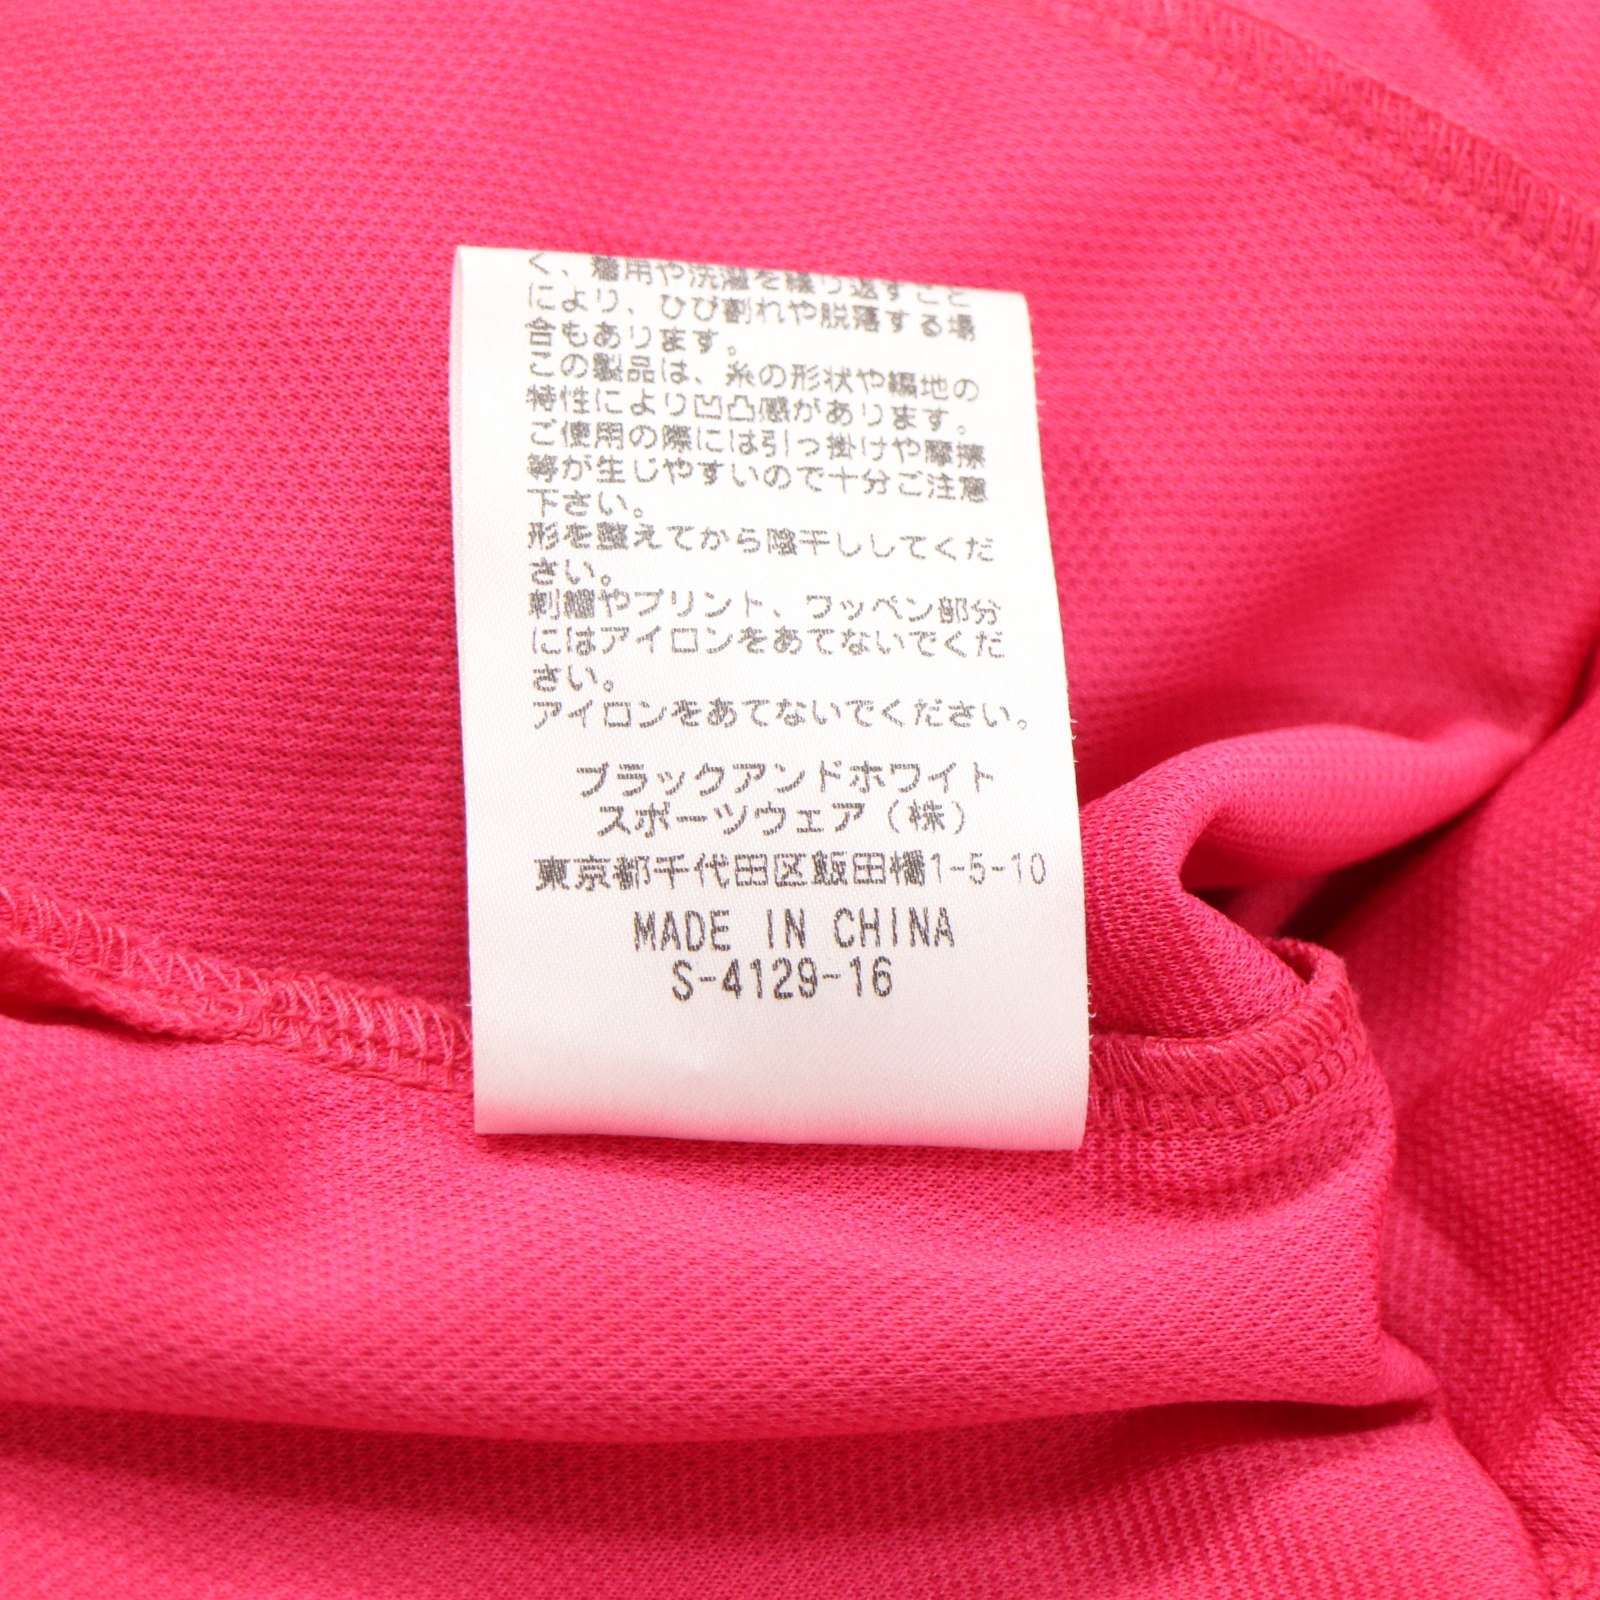 く、着用や洗濯を繰り返すこと
により、ひび割れや脱落する場
合もあります。
この製品は、糸の形状や編地の
特性により凹凸感があります。
ご使用の際には引っ掛けや摩擦
等が生じやすいので十分ご注意
下さい。
形を整えてから陰干ししてくだ
さい。
刺繍やプリント、ワッペン部分
にはアイロンをあてないでくだ
さい。
アイロンをあてないでください。
ブラックアンドホワイト
スポーツウェア(株)
東京都千代田区飯田橋1-5-10
MADE IN CHINA
S-4129-16